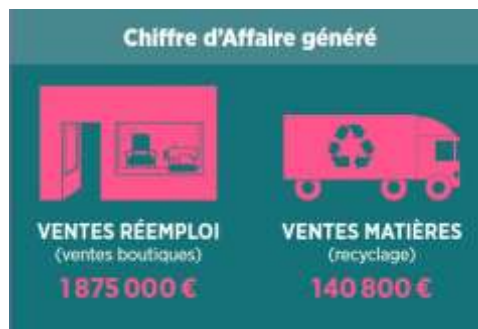 Chiffre d'Affaire généré
VENTES RÉEMPLOI
(ventes boutiques)
1 875 000 €
VENTES MATIÈRES
(recyclage)
140 800 €